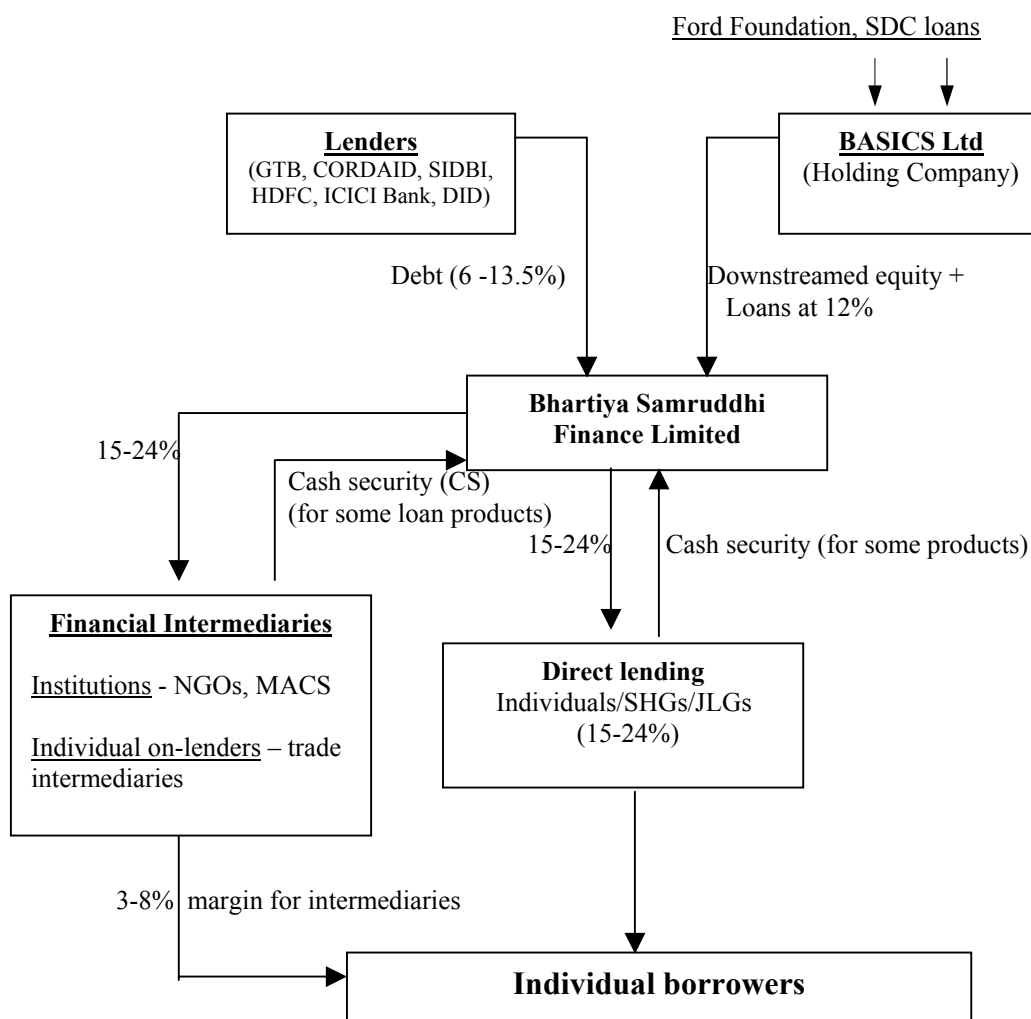 Ford Foundation, SDC loans
Lenders
(GTB, CORDAID, SIDBI,
HDFC, ICICI Bank, DID)
BASICS Ltd
(Holding Company)
Debt (6 -13.5%)
Downstreamed equity +
Loans at 12%
Bhartiya Samruddhi
Finance Limited
15-24%
Cash security (CS)
(for some loan products)
15-24%
Cash security (for some products)
Financial Intermediaries
Institutions - NGOs, MACS
Individual on-lenders – trade
intermediaries
Direct lending
Individuals/SHGs/JLGs
(15-24%)
3-8% margin for intermediaries
Individual borrowers